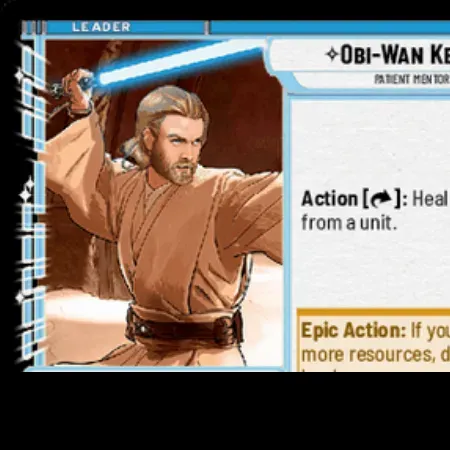 LEADER
OBI-WAN KE
PATIENT MENTOR
Action [ ]: Heal
from a unit.
Epic Action: If you
more resources, d